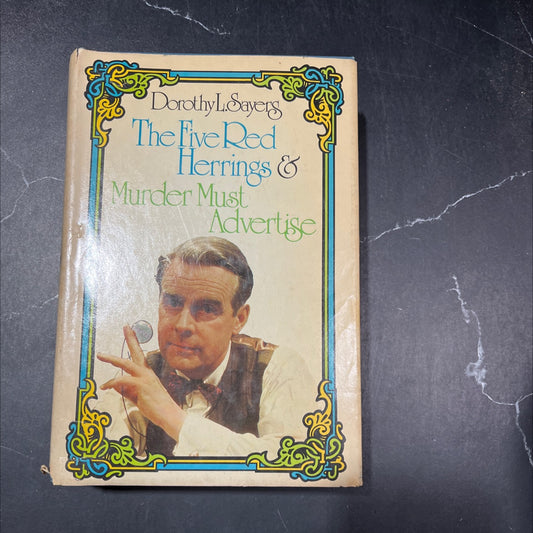 Dorothy L. Sayers
The Five Red
Herrings &
Murder Must
Advertise